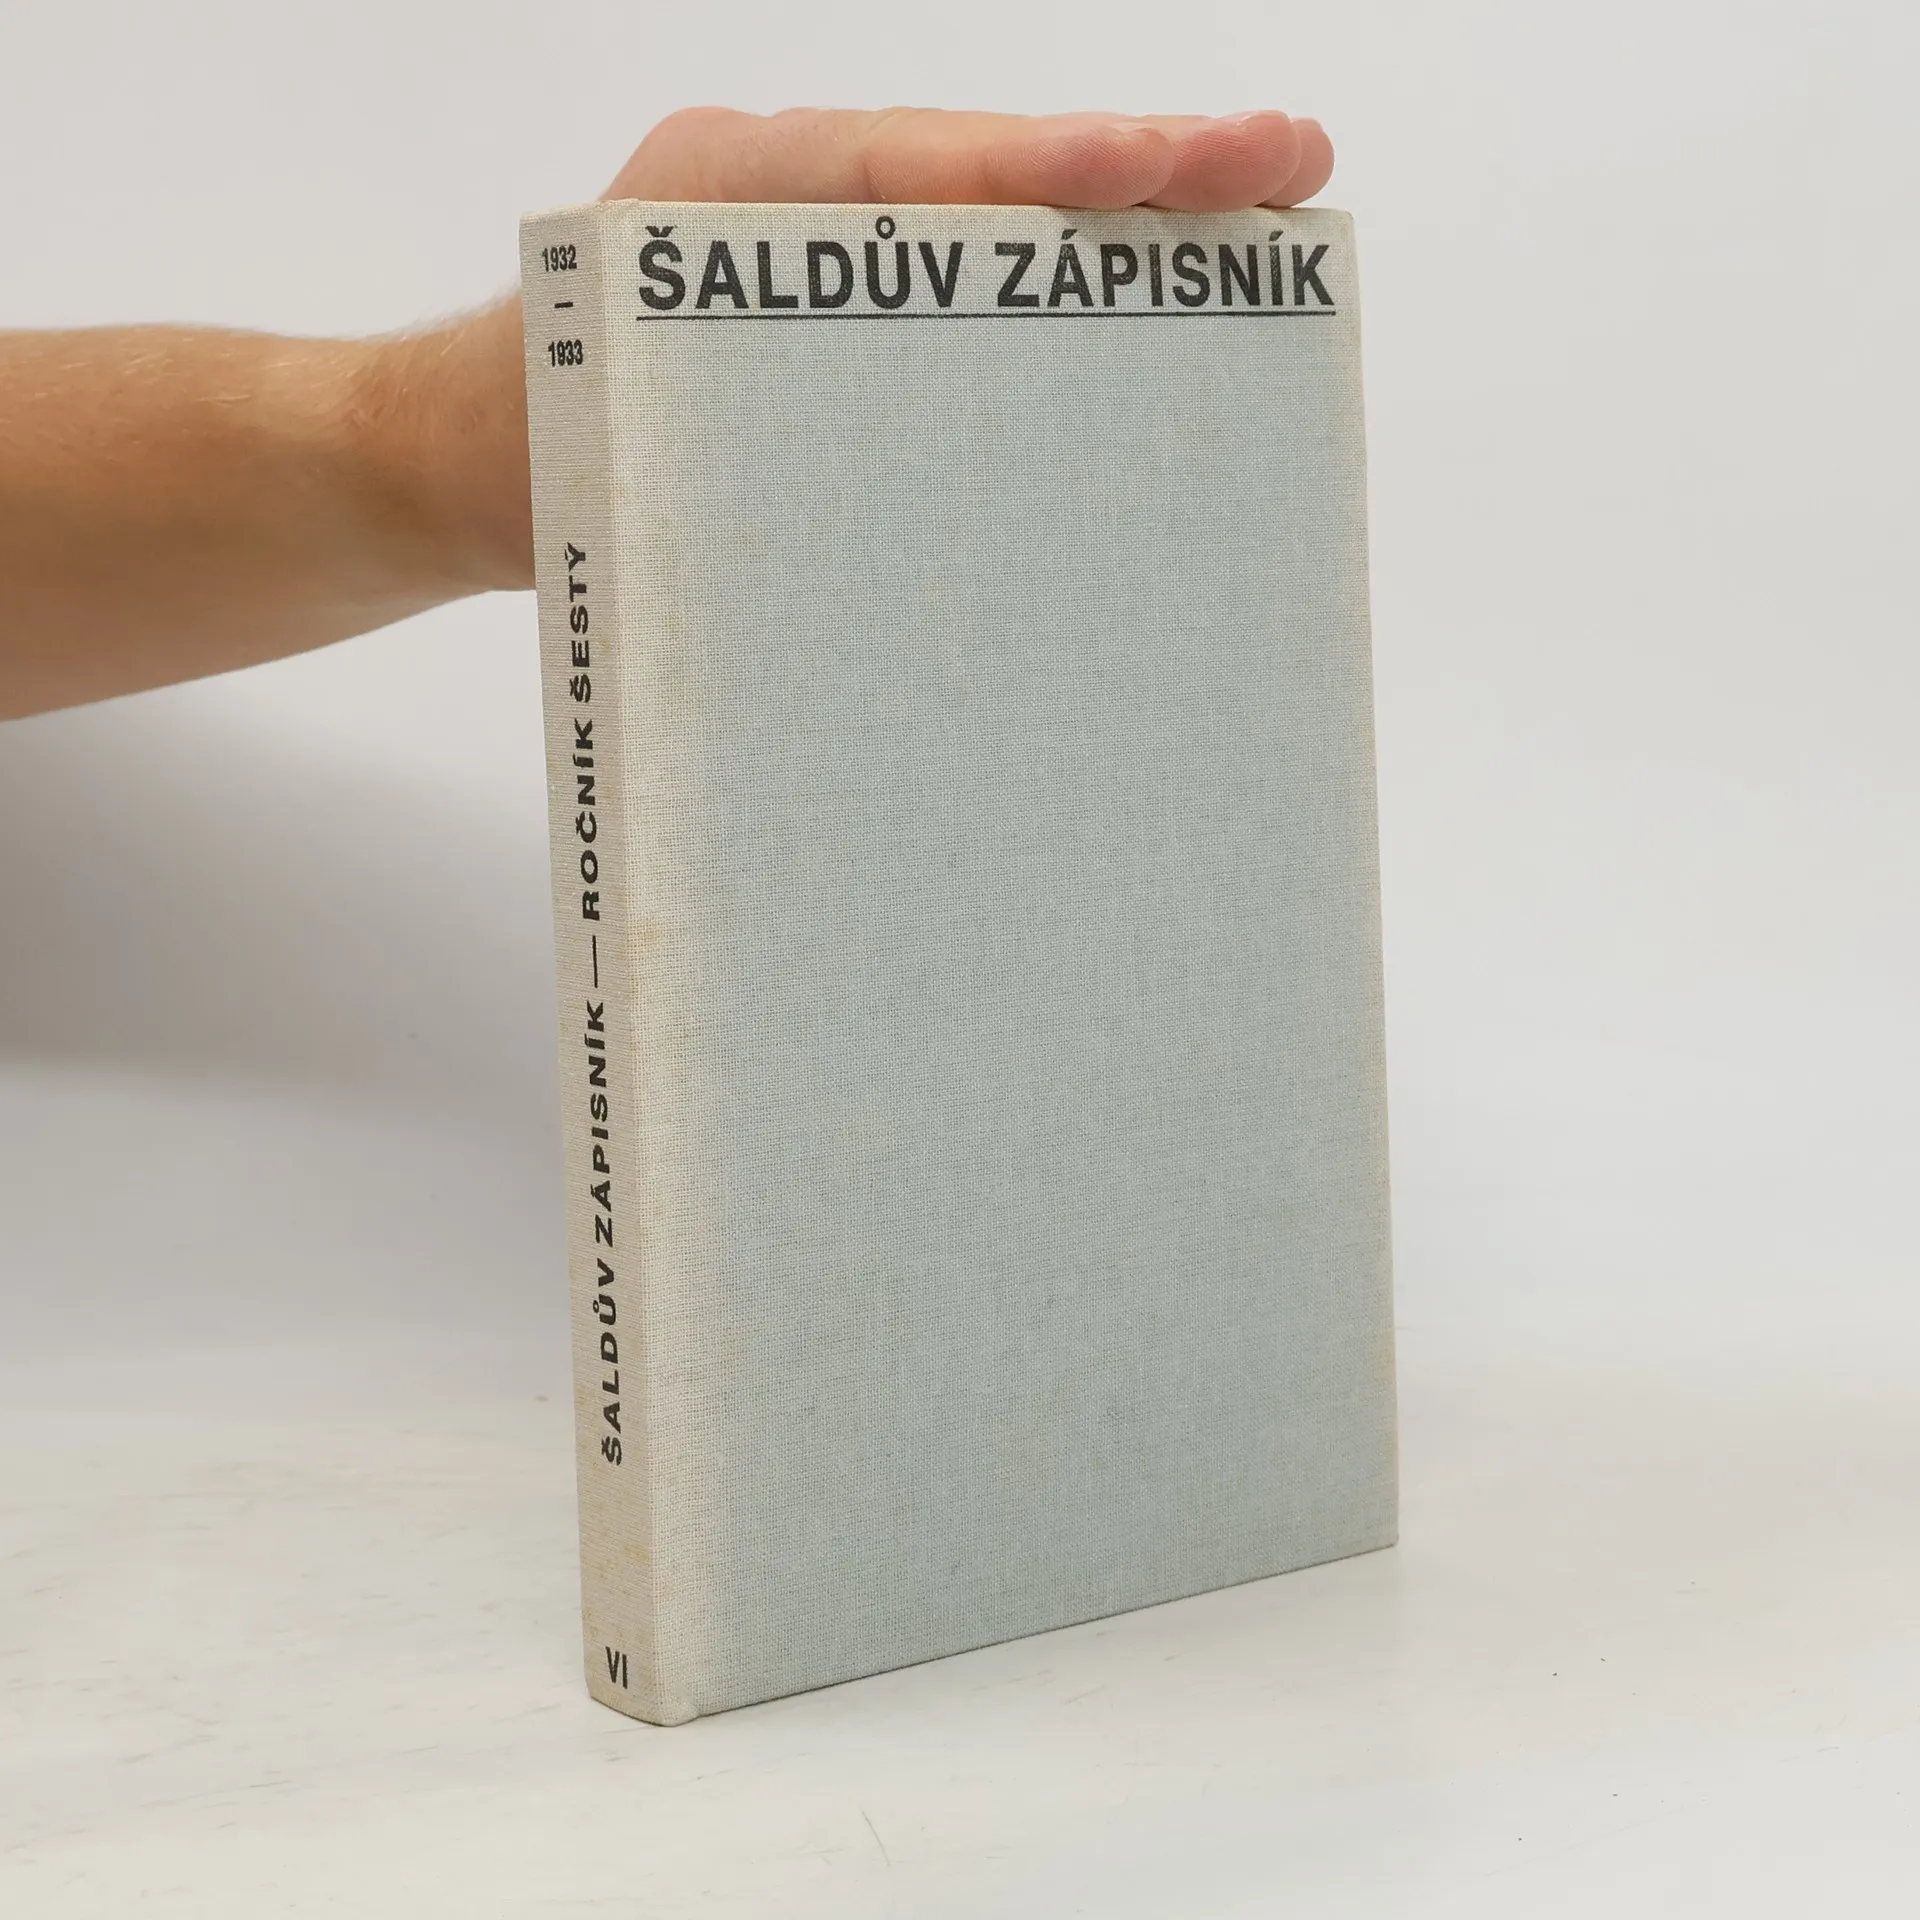 ŠALDŮV ZÁPISNÍK
1932
–
1933
ŠALDŮV ZÁPISNÍK — ROČNÍK ŠESTÝ
VI